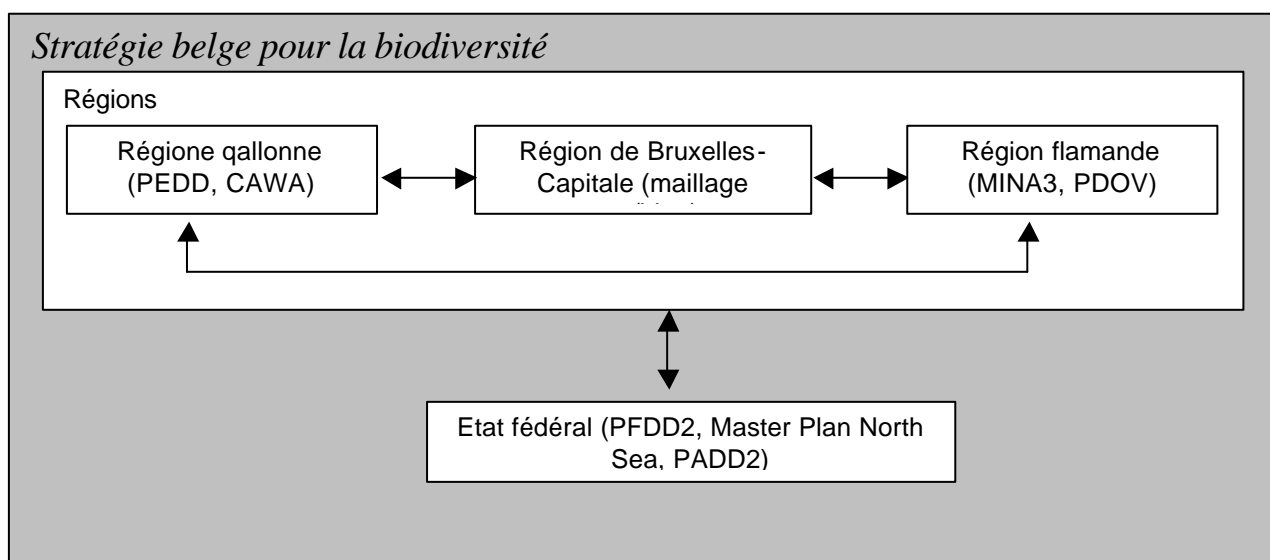 Stratégie belge pour la biodiversité
Régions
Régione qallonne
(PEDD, CAWA)
Région de Bruxelles-
Capitale (maillage
Région flamande
(MINA3, PDOV)
Etat fédéral (PFDD2, Master Plan North
Sea, PADD2)